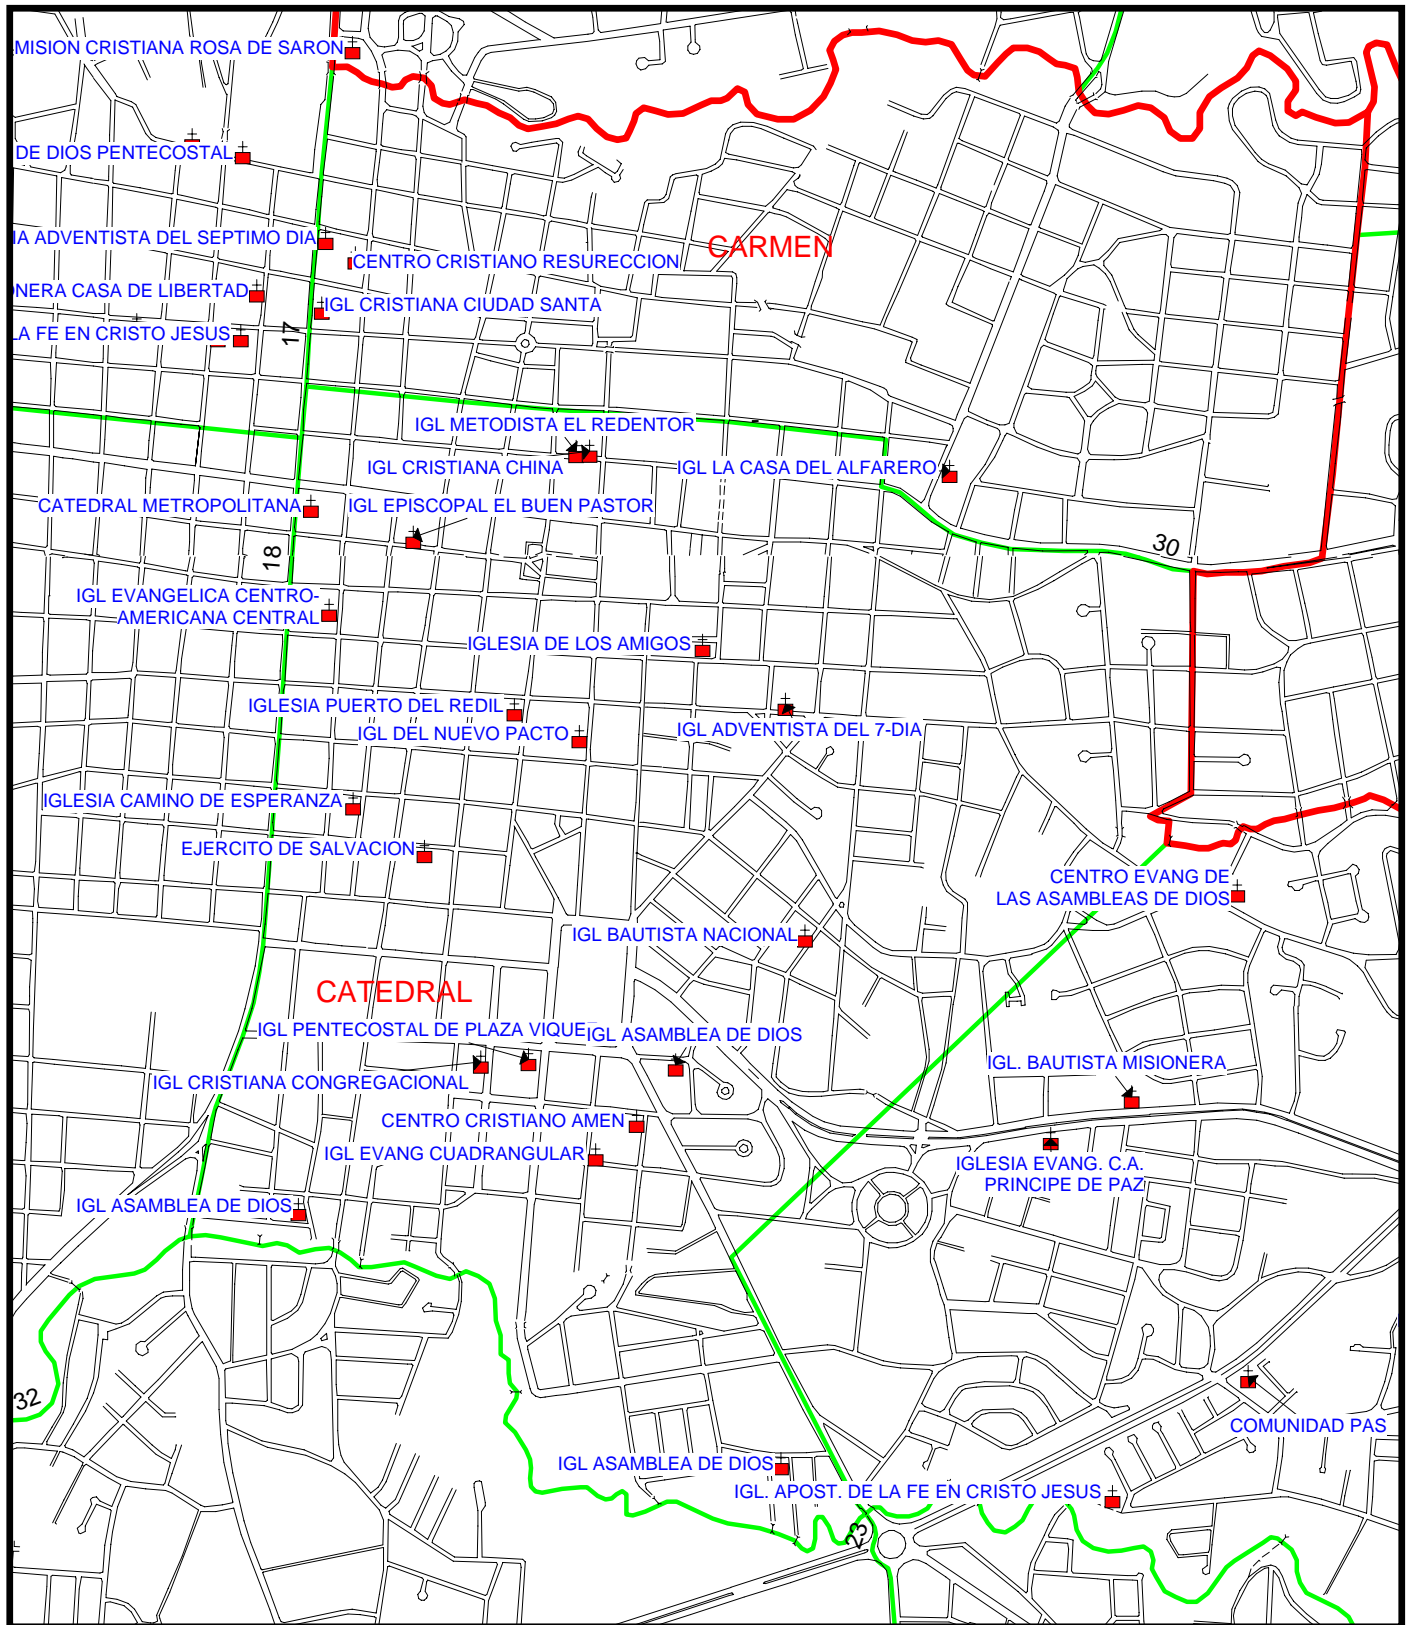 MISION CRISTIANA ROSA DE SARON
DE DIOS PENTECOSTAL
IA ADVENTISTA DEL SEPTIMO DIA
CARMEN
CENTRO CRISTIANO RESURECCION
ONERA CASA DE LIBERTAD
IGL CRISTIANA CIUDAD SANTA
LA FE EN CRISTO JESUS
17
IGL METODISTA EL REDENTOR
IGL CRISTIANA CHINA
IGL LA CASA DEL ALFARERO
CATEDRAL METROPOLITANA
IGL EPISCOPAL EL BUEN PASTOR
18
30
IGL EVANGELICA CENTRO-
AMERICANA CENTRAL
IGLESIA DE LOS AMIGOS
IGLESIA PUERTO DEL REDIL
IGL DEL NUEVO PACTO
IGL ADVENTISTA DEL 7-DIA
IGLESIA CAMINO DE ESPERANZA
EJERCITO DE SALVACION
CENTRO EVANG DE
LAS ASAMBLEAS DE DIOS
IGL BAUTISTA NACIONAL
CATEDRAL
IGL PENTECOSTAL DE PLAZA VIQUE
IGL ASAMBLEA DE DIOS
IGL. BAUTISTA MISIONERA
IGL CRISTIANA CONGREGACIONAL
CENTRO CRISTIANO AMEN
IGL EVANG CUADRANGULAR
IGLESIA EVANG. C.A.
PRINCIPE DE PAZ
IGL ASAMBLEA DE DIOS
32
COMUNIDAD PAS
IGL ASAMBLEA DE DIOS
IGL. APOST. DE LA FE EN CRISTO JESUS
23